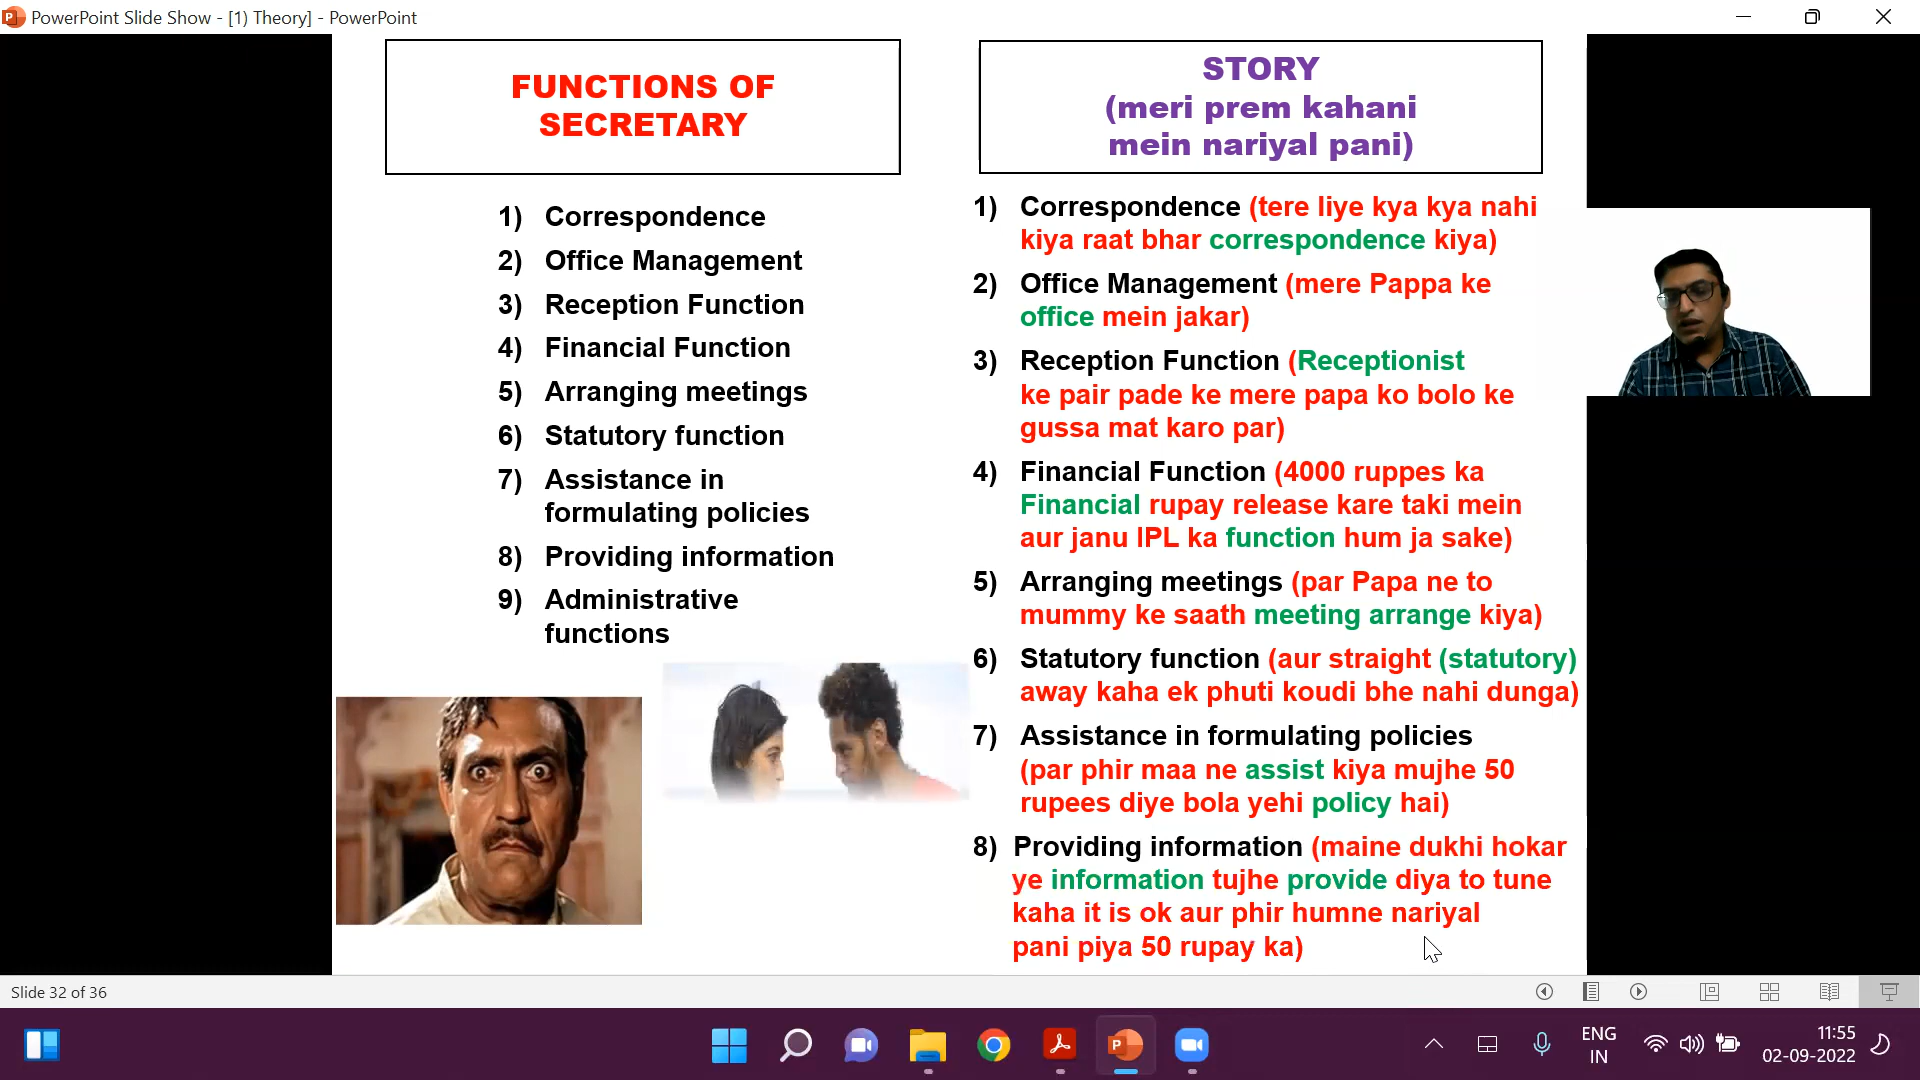 PowerPoint Slide Show - [1) Theory] - PowerPoint
FUNCTIONS OF
SECRETARY
1) Correspondence
2) Office Management
3) Reception Function
4) Financial Function
5) Arranging meetings
6) Statutory function
7) Assistance in
formulating policies
8) Providing information
9) Administrative
functions
STORY
(meri prem kahani
mein nariyal pani)
1) Correspondence (tere liye kya kya nahi
kiya raat bhar correspondence kiya)
2) Office Management (mere Pappa ke
office mein jakar)
3) Reception Function (Receptionist
ke pair pade ke mere papa ko bolo ke
gussa mat karo par)
4) Financial Function (4000 ruppes ka
Financial rupay release kare taki mein
aur janu IPL ka function hum ja sake)
5) Arranging meetings (par Papa ne to
mummy ke saath meeting arrange kiya)
6) Statutory function (aur straight (statutory)
away kaha ek phuti koudi bhe nahi dunga)
7) Assistance in formulating policies
(par phir maa ne assist kiya mujhe 50
rupees diye bola yehi policy hai)
8) Providing information (maine dukhi hokar
ye information tujhe provide diya to tune
kaha it is ok aur phir humne nariyal
pani piya 50 rupay ka)
Slide 32 of 36
ENG
IN
11:55
02-09-2022